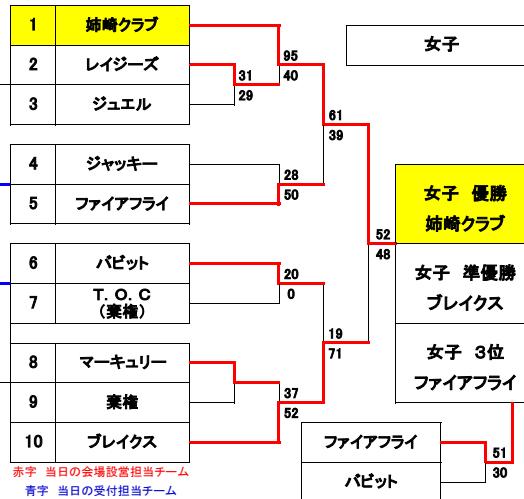 女子
1 姉崎クラブ
2 レイジーズ
3 ジュエル
95
40
31
29
61
39
4 ジャッキー
5 ファイアフライ
28
50
女子 優勝
姉崎クラブ
52
48
女子 準優勝
ブレイクス
6 バビット
7 T.O.C
(棄権)
20
0
19
71
女子 3位
ファイアフライ
8 マーキュリー
9 棄権
10 ブレイクス
37
52
ファイアフライ
バビット
51
30
赤字 当日の会場設営担当チーム
青字 当日の受付担当チーム